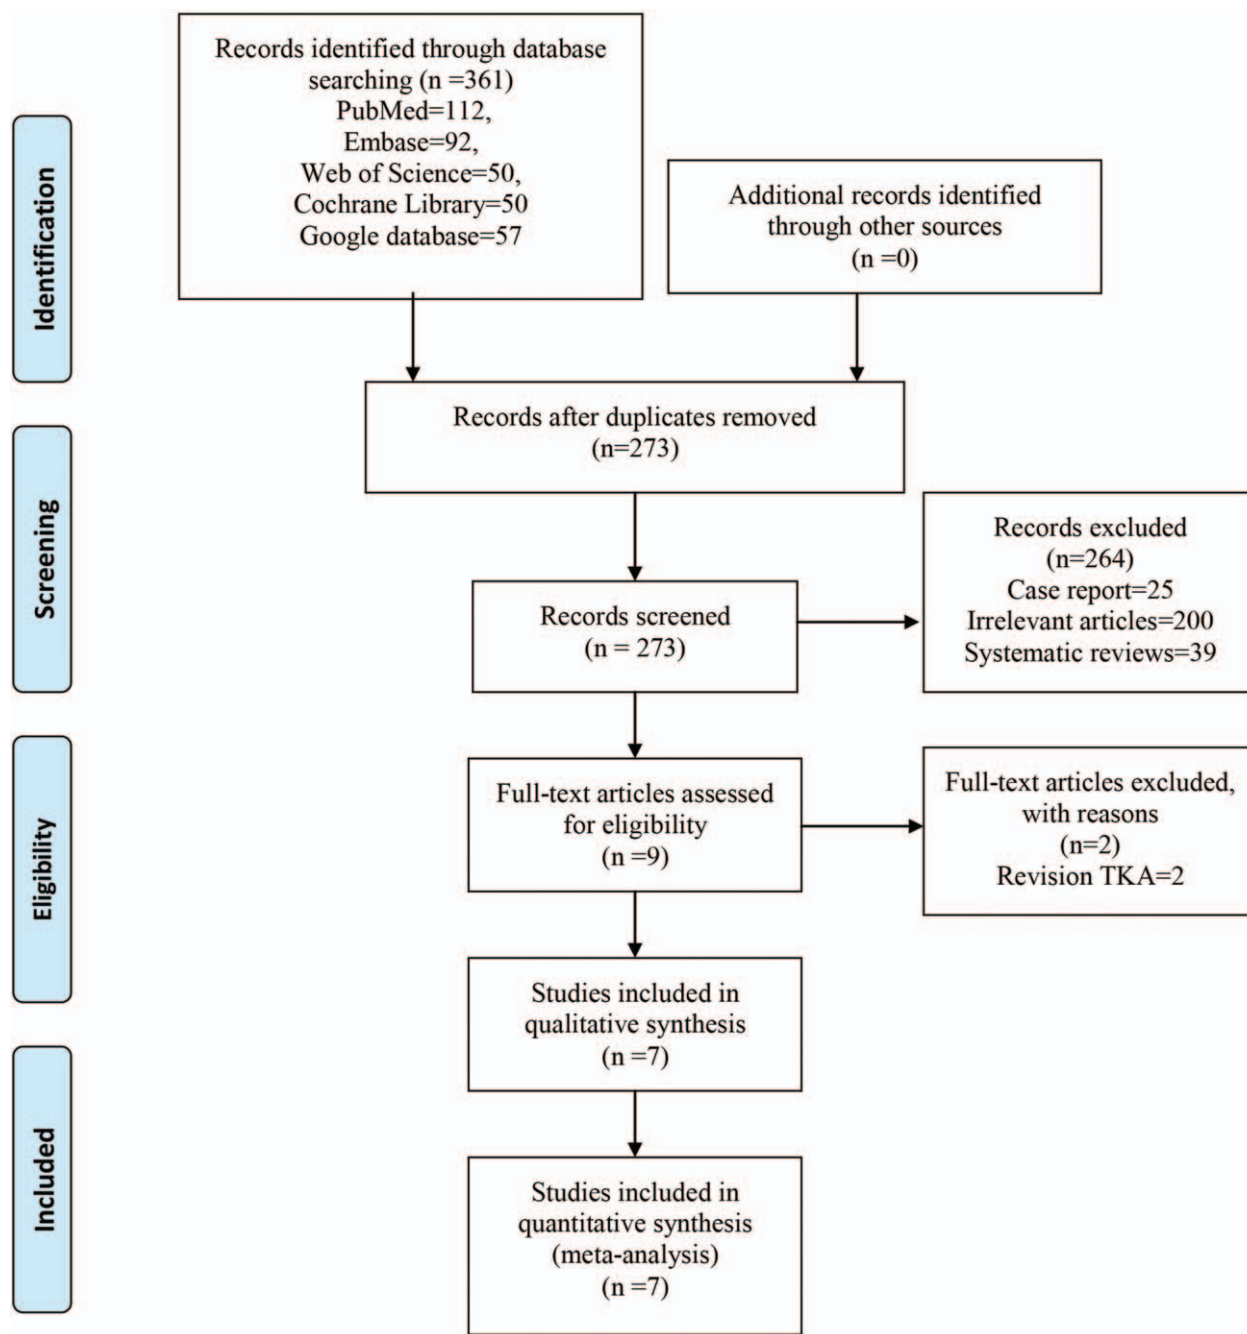 Identification
Records identified through database
searching (n =361)
PubMed=112,
Embase=92,
Web of Science=50,
Cochrane Library=50
Google database=57
Additional records identified
through other sources
(n =0)
Records after duplicates removed
(n=273)
Screening
Records screened
(n = 273)
Records excluded
(n=264)
Case report=25
Irrelevant articles=200
Systematic reviews=39
Eligibility
Full-text articles assessed
for eligibility
(n =9)
Full-text articles excluded,
with reasons
(n=2)
Revision TKA=2
Studies included in
qualitative synthesis
(n =7)
Included
Studies included in
quantitative synthesis
(meta-analysis)
(n =7)